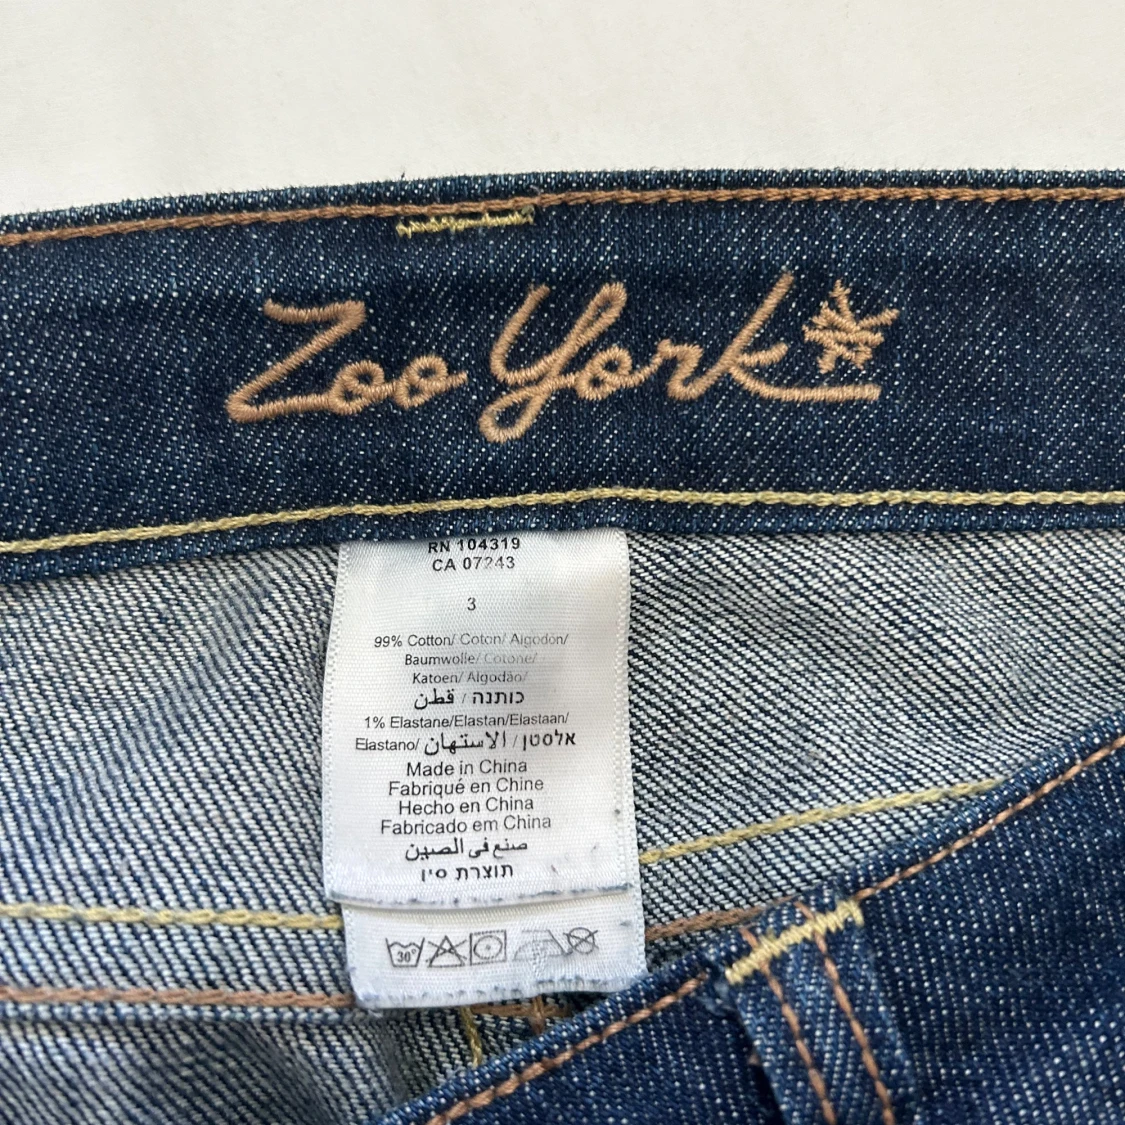 Zoo York
RN 104319
CA 07243
3
99% Cotton/ Coton/ Algodón/
Baumwolle/ Cotone/
Katoen/ Algodão/
כותנה / قطن
1% Elastane/Elastan/Elastaan/
Elastano/ الاستهان / אלסטן
Made in China
Fabriqué en Chine
Hecho en China
Fabricado em China
صنع في الصين
תוצרת סין
30°